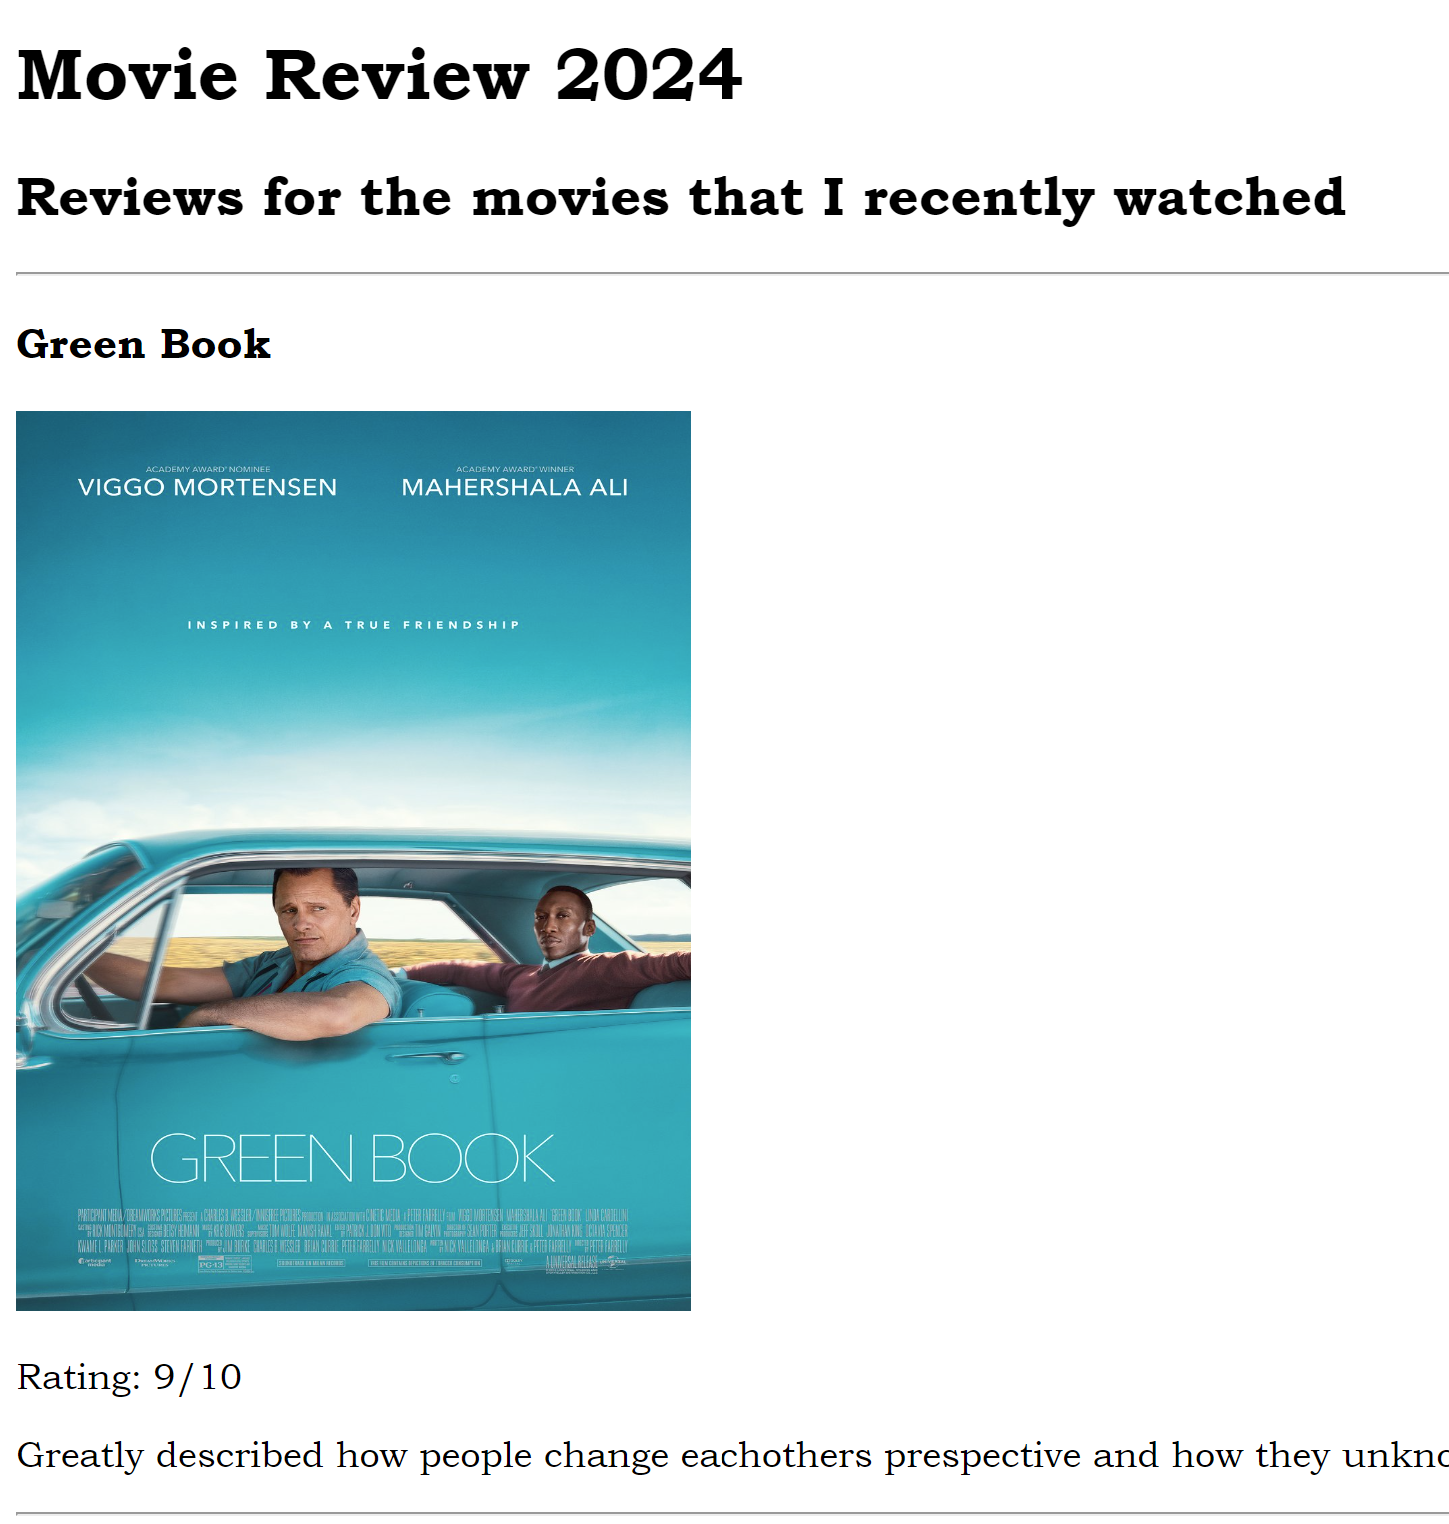 Movie Review 2024
Reviews for the movies that I recently watched
Green Book
ACADEMY AWARD® NOMINEE
VIGGO MORTENSEN
ACADEMY AWARD® WINNER
MAHERSHALA ALI
INSPIRED BY A TRUE FRIENDSHIP
GREEN BOOK
PG-13
Rating: 9/10
Greatly described how people change eachothers prespective and how they unkno